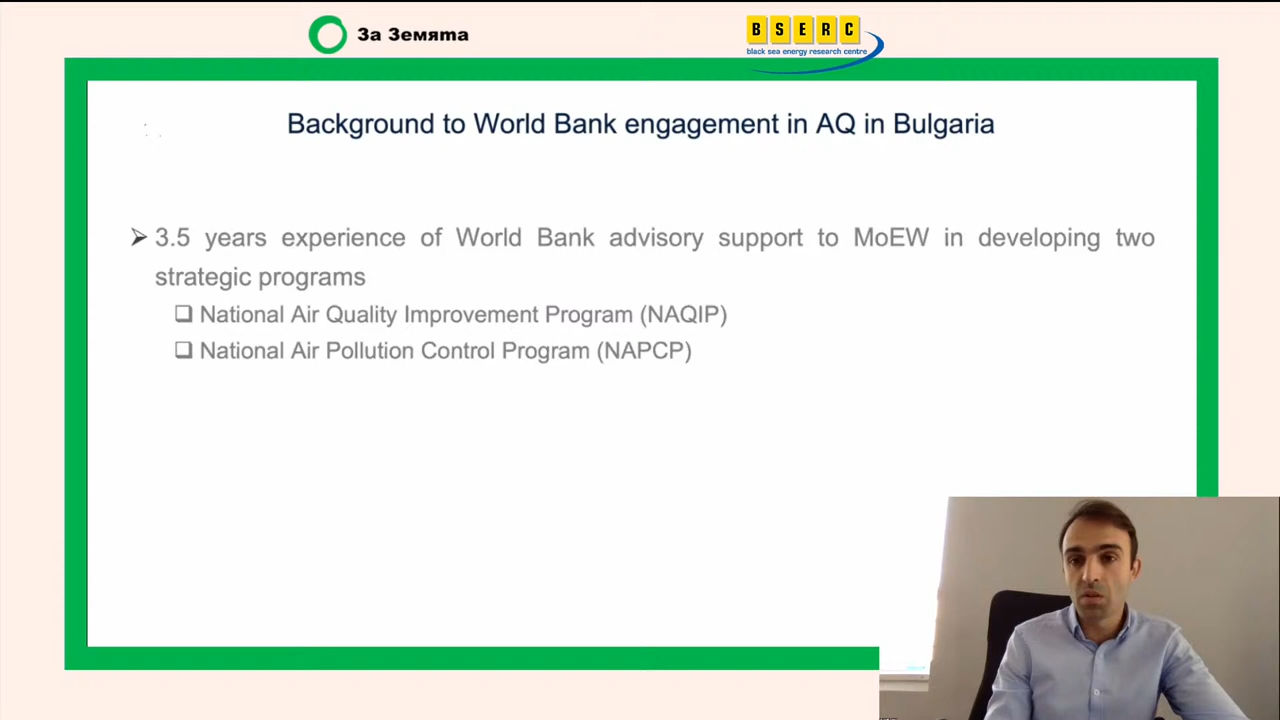 За Земята
BSERC
black sea energy research centre
Background to World Bank engagement in AQ in Bulgaria
3.5 years experience of World Bank advisory support to MoEW in developing two
strategic programs
National Air Quality Improvement Program (NAQIP)
National Air Pollution Control Program (NAPCP)